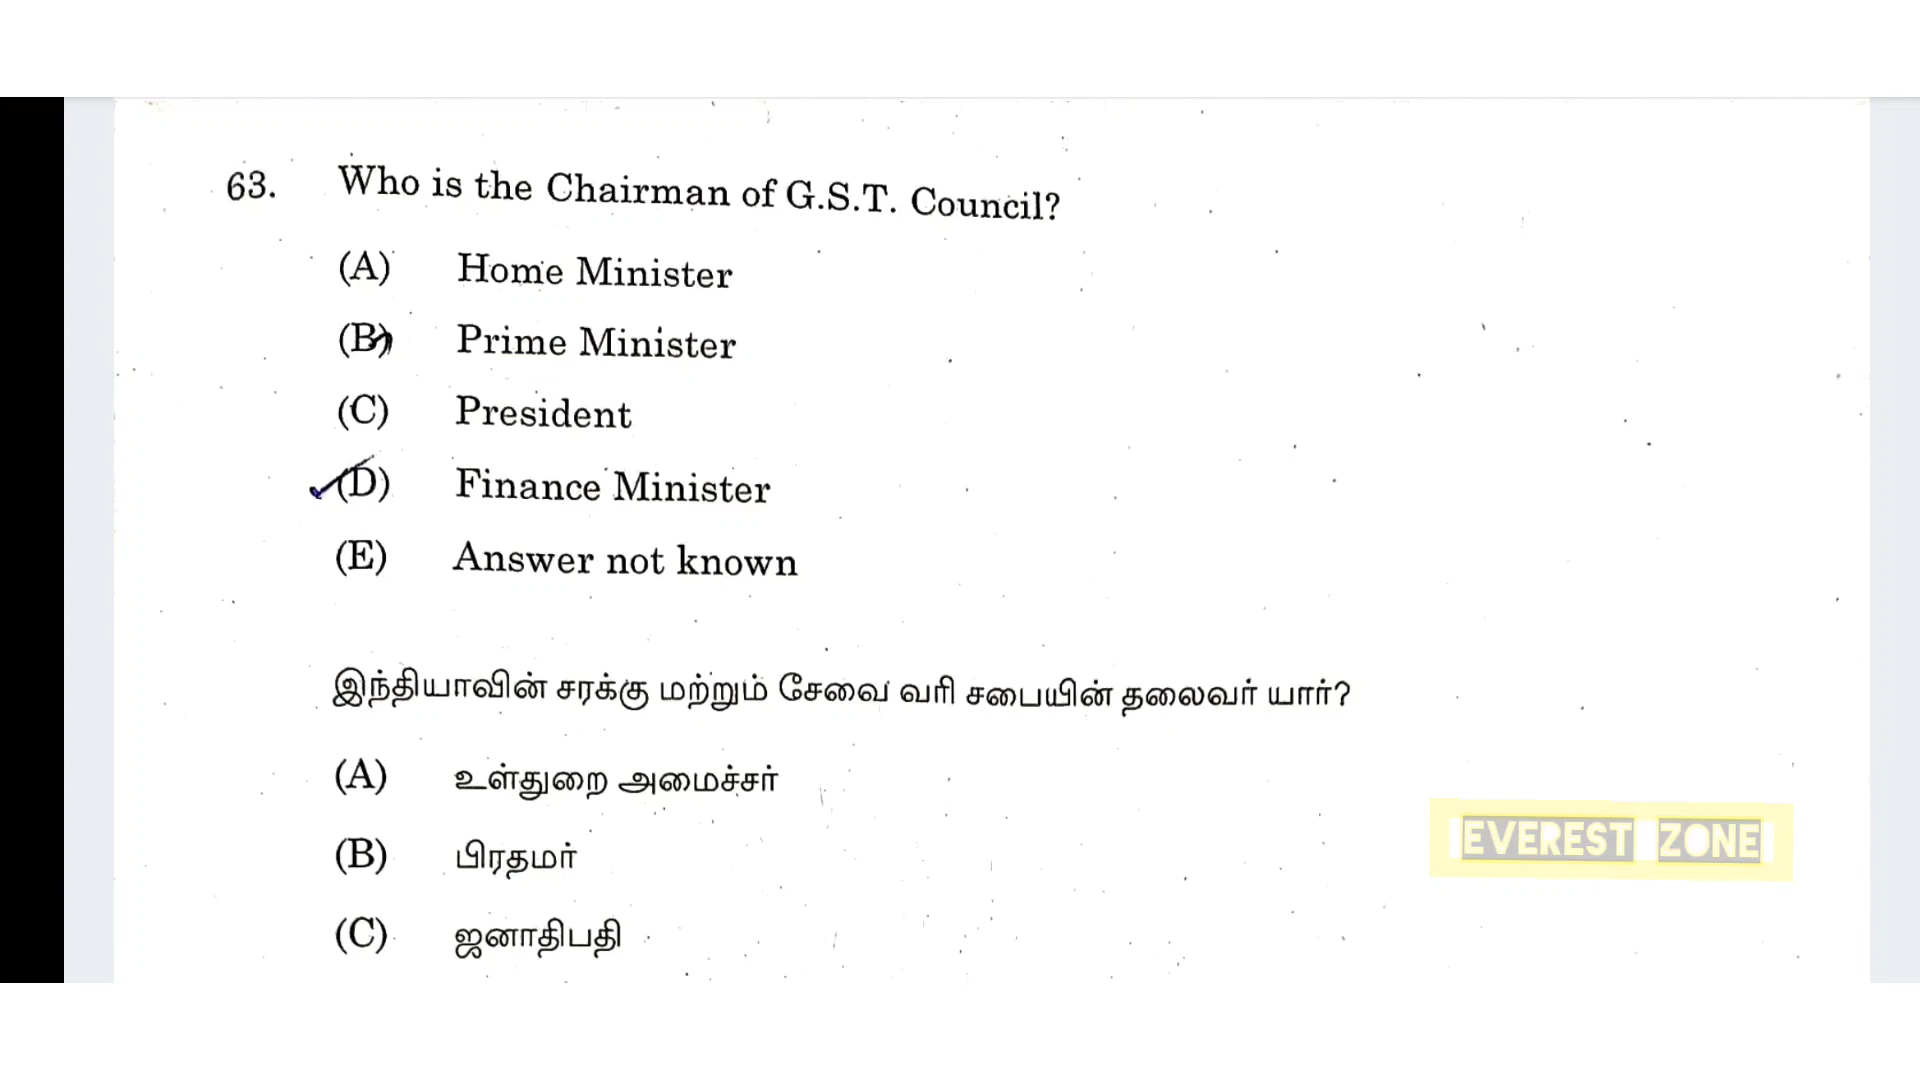 63. Who is the Chairman of G.S.T. Council?
(A) Home Minister
(B) Prime Minister
(C) President
(D) Finance Minister
(E) Answer not known
இந்தியாவின் சரக்கு மற்றும் சேவை வரி சபையின் தலைவர் யார்?
(A) உள்துறை அமைச்சர்
(B) பிரதமர்
(C) ஜனாதிபதி
EVEREST ZONE